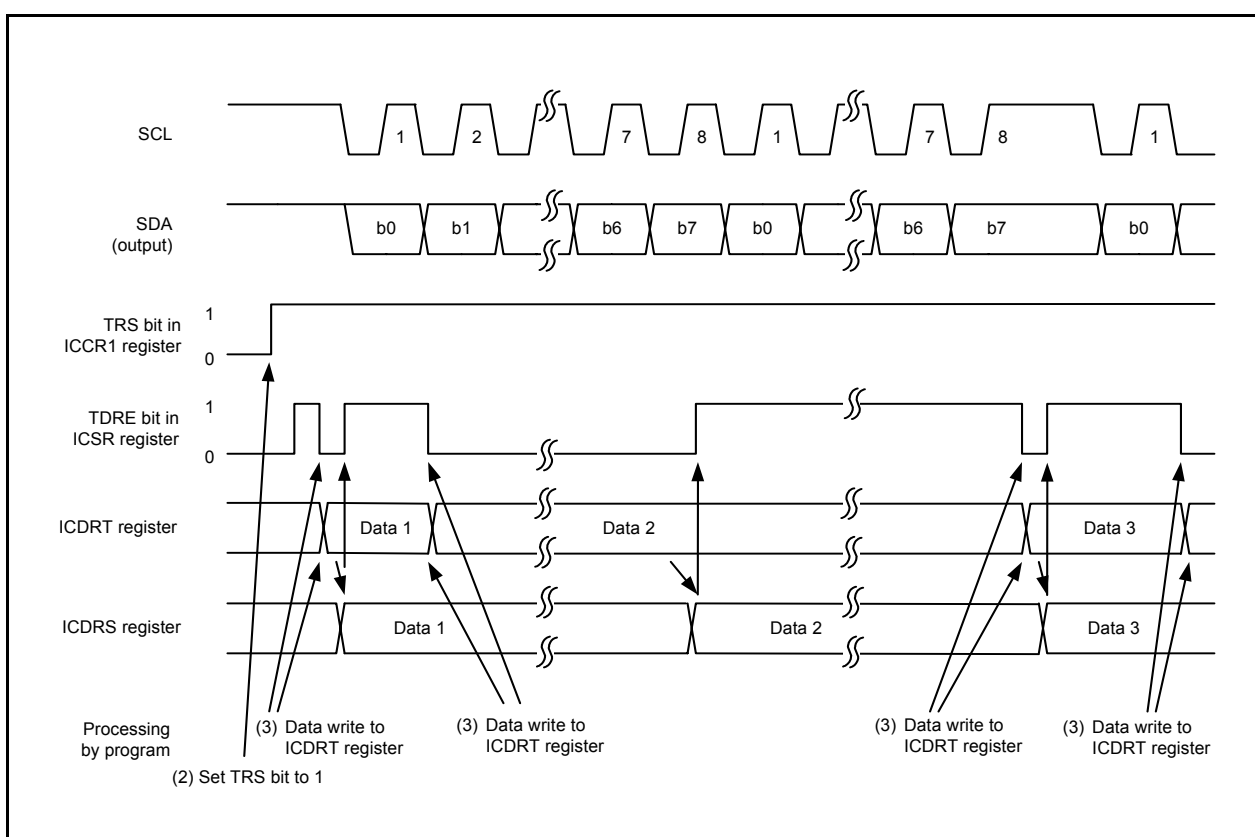 SCL
1 2 7 8 1 7 8 1
SDA
(output)
b0 b1 b6 b7 b0 b6 b7 b0
TRS bit in
ICCR1 register
1
0
TDRE bit in
ICSR register
1
0
ICDRT register
Data 1 Data 2 Data 3
ICDRS register
Data 1 Data 2 Data 3
Processing
by program
(3) Data write to
ICDRT register
(3) Data write to
ICDRT register
(3) Data write to
ICDRT register
(3) Data write to
ICDRT register
(2) Set TRS bit to 1